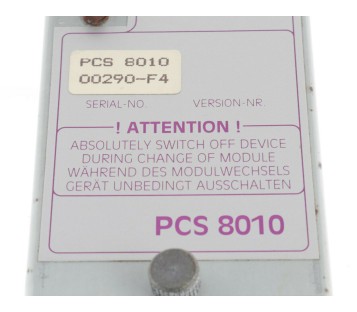 PCS 8010
00290-F4
SERIAL-NO. VERSION-NR.
! ATTENTION !
ABSOLUTELY SWITCH OFF DEVICE
DURING CHANGE OF MODULE
WÄHREND DES MODULWECHSELS
GERÄT UNBEDINGT AUSSCHALTEN
PCS 8010